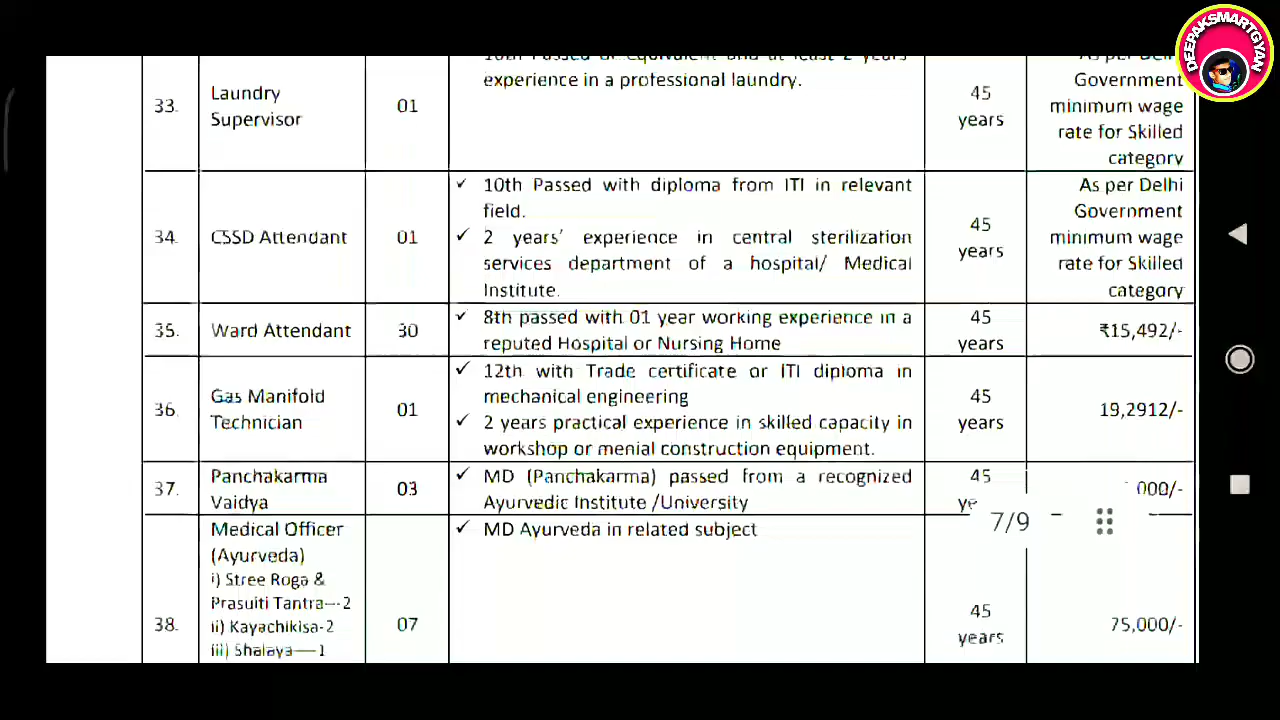 DEEPAKSMARTGYAN
experience in a professional laundry.
33.
Laundry
Supervisor
01
45
years
Government
minimum wage
rate for Skilled
category
34.
CSSD Attendant
01
✓ 10th Passed with diploma from ITI in relevant
field.
✓ 2 years’ experience in central sterilization
services department of a hospital/ Medical
Institute.
45
years
As per Delhi
Government
minimum wage
rate for Skilled
category
35.
Ward Attendant
30
✓ 8th passed with 01 year working experience in a
reputed Hospital or Nursing Home
45
years
₹15,492/-
36.
Gas Manifold
Technician
01
✓ 12th with Trade certificate or ITI diploma in
mechanical engineering
✓ 2 years practical experience in skilled capacity in
workshop or menial construction equipment.
45
years
19,2912/-
37.
Panchakarma
Vaidya
03
✓ MD (Panchakarma) passed from a recognized
Ayurvedic Institute /University
45
000/-
7/9
38.
Medical Officer
(Ayurveda)
i) Stree Roga &
Prasuiti Tantra---2
ii) Kayachikisa-2
iii) Shalaya----1
07
✓ MD Ayurveda in related subject
45
years
75,000/-